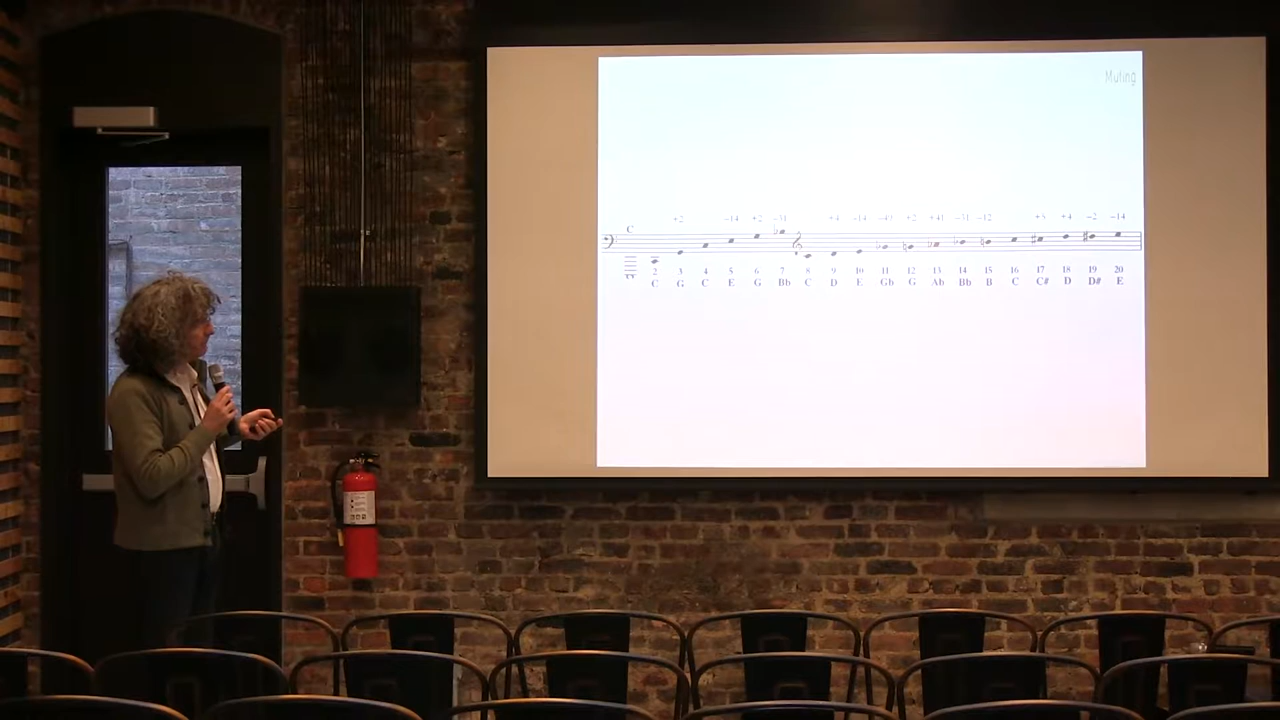 Muting
C
+2 −14 +2 −31 +4 −14 −49 +2 +41 −31 −12 +5 +4 −2 −14
2 3 4 5 6 7 8 9 10 11 12 13 14 15 16 17 18 19 20
C G C E G Bb C D E Gb G Ab Bb B C C# D D# E